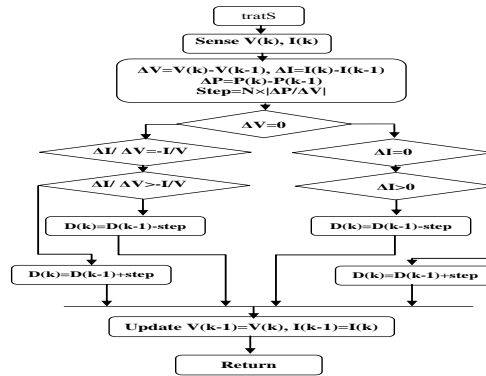 tratS
Sense V(k), I(k)
ΔV=V(k)-V(k-1), ΔI=I(k)-I(k-1)
ΔP=P(k)-P(k-1)
Step=N×|ΔP/ΔV|
ΔV=0
ΔI/ ΔV=-I/V
ΔI=0
ΔI/ ΔV>-I/V
ΔI>0
D(k)=D(k-1)-step
D(k)=D(k-1)-step
D(k)=D(k-1)+step
D(k)=D(k-1)+step
Update V(k-1)=V(k), I(k-1)=I(k)
Return